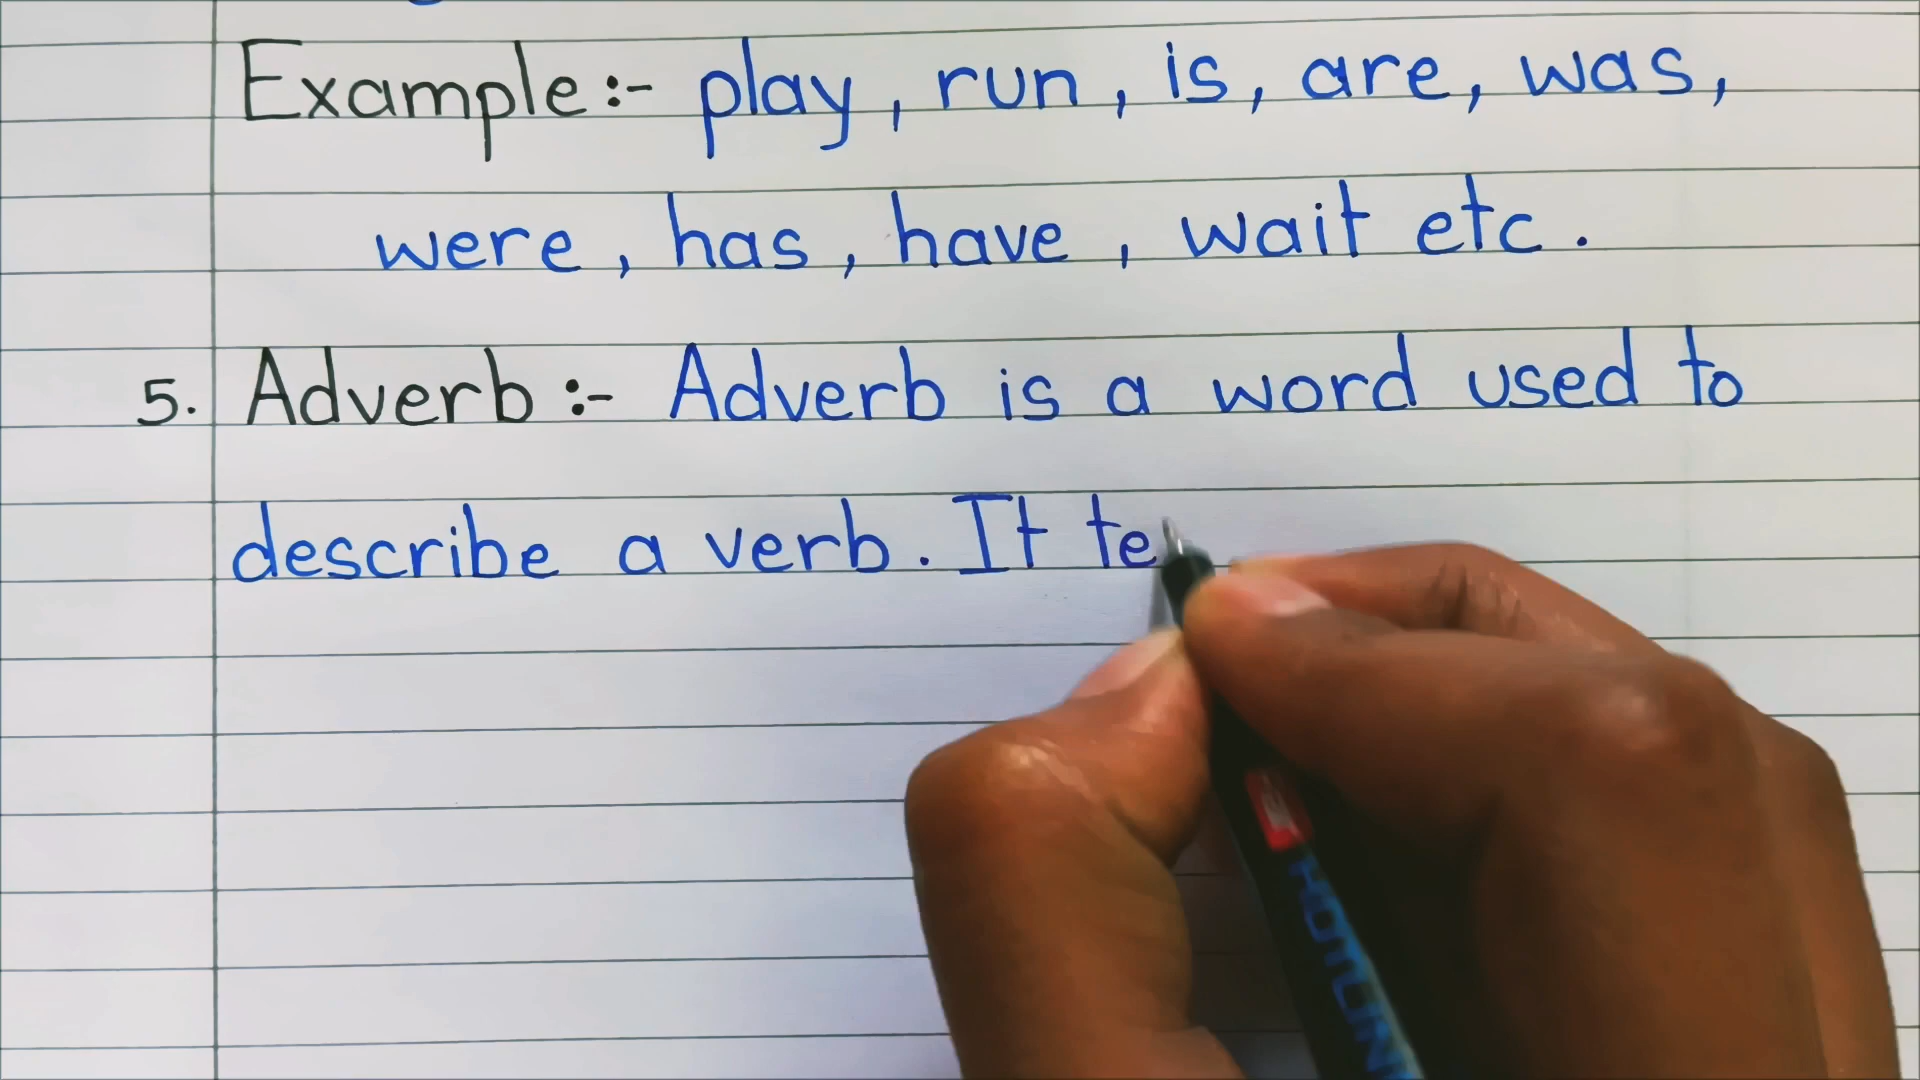 Example:- play, run, is, are, was,
were, has, have, wait etc.
5. Adverb:- Adverb is a word used to
describe a verb. It te
HOTLINE